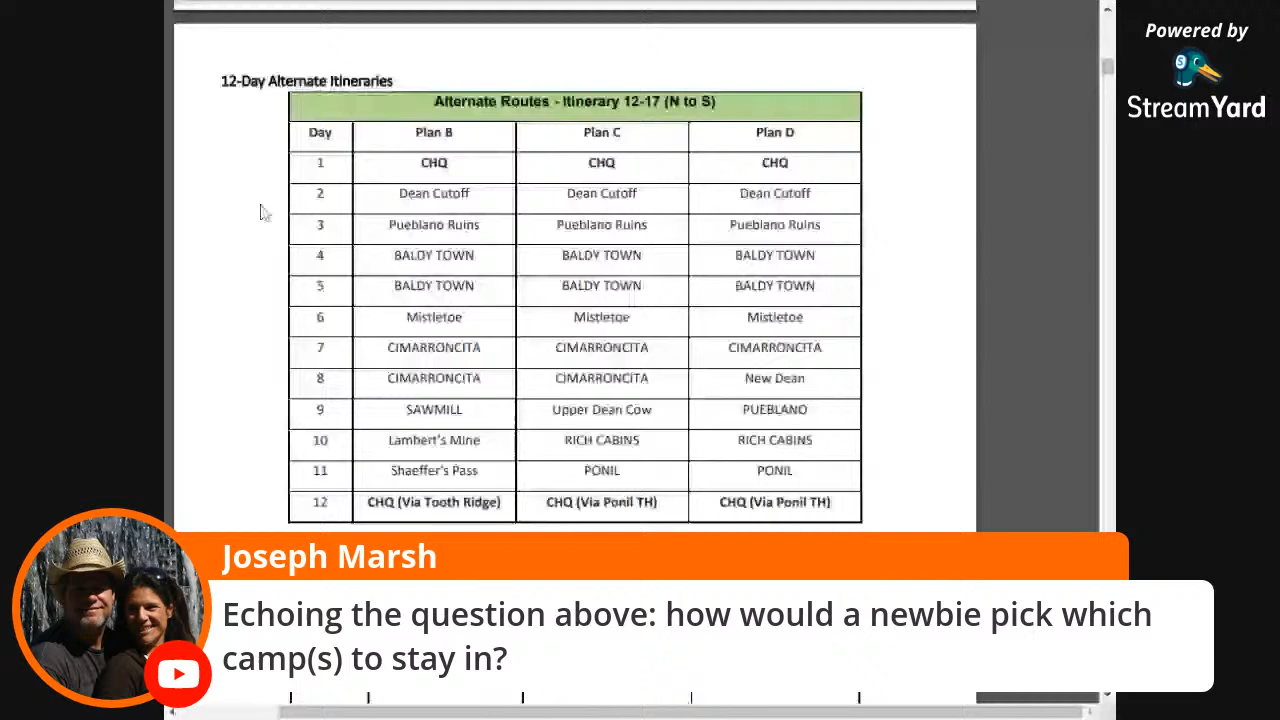 Powered by
StreamYard
12-Day Alternate Itineraries
Alternate Routes - Itinerary 12-17 (N to S)
Day Plan B Plan C Plan D
1 CHQ CHQ CHQ
2 Dean Cutoff Dean Cutoff Dean Cutoff
3 Pueblano Ruins Pueblano Ruins Pueblano Ruins
4 BALDY TOWN BALDY TOWN BALDY TOWN
5 BALDY TOWN BALDY TOWN BALDY TOWN
6 Mistletoe Mistletoe Mistletoe
7 CIMARRONCITA CIMARRONCITA CIMARRONCITA
8 CIMARRONCITA CIMARRONCITA New Dean
9 SAWMILL Upper Dean Cow PUEBLANO
10 Lambert's Mine RICH CABINS RICH CABINS
11 Shaeffer's Pass PONIL PONIL
12 CHQ (Via Tooth Ridge) CHQ (Via Ponil TH) CHQ (Via Ponil TH)
Joseph Marsh
Echoing the question above: how would a newbie pick which
camp(s) to stay in?